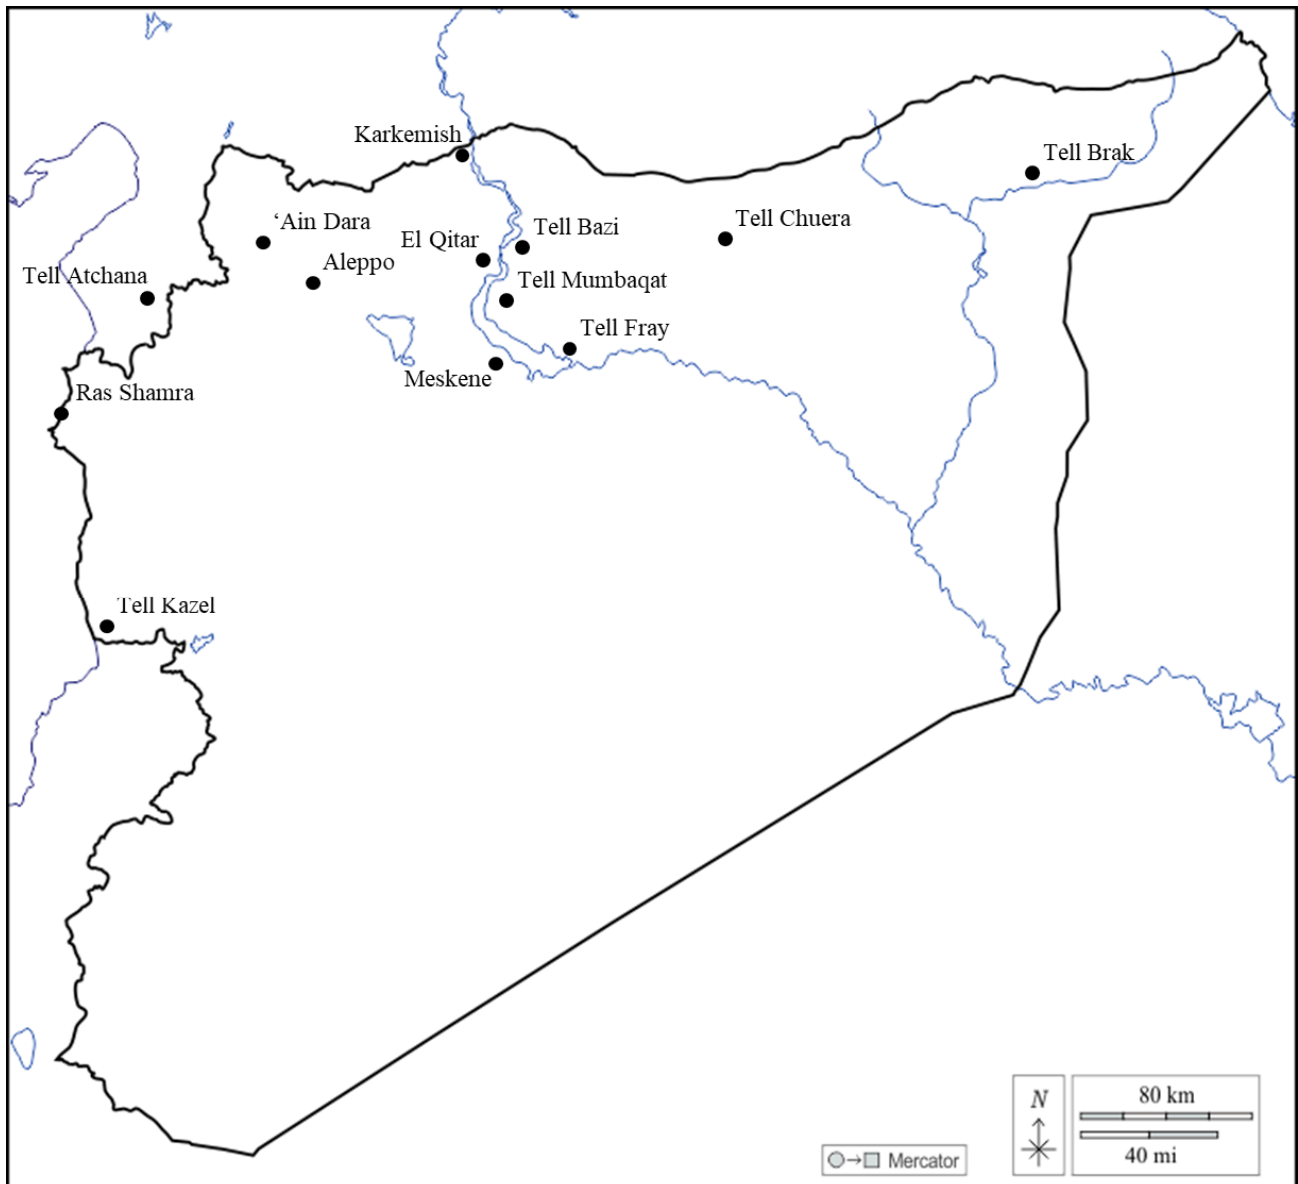 Karkemish
Tell Brak
‘Ain Dara
Tell Chuera
Tell Bazi
El Qitar
Aleppo
Tell Atchana
Tell Mumbaqat
Tell Fray
Meskene
Ras Shamra
Tell Kazel
80 km
N
40 mi
Mercator